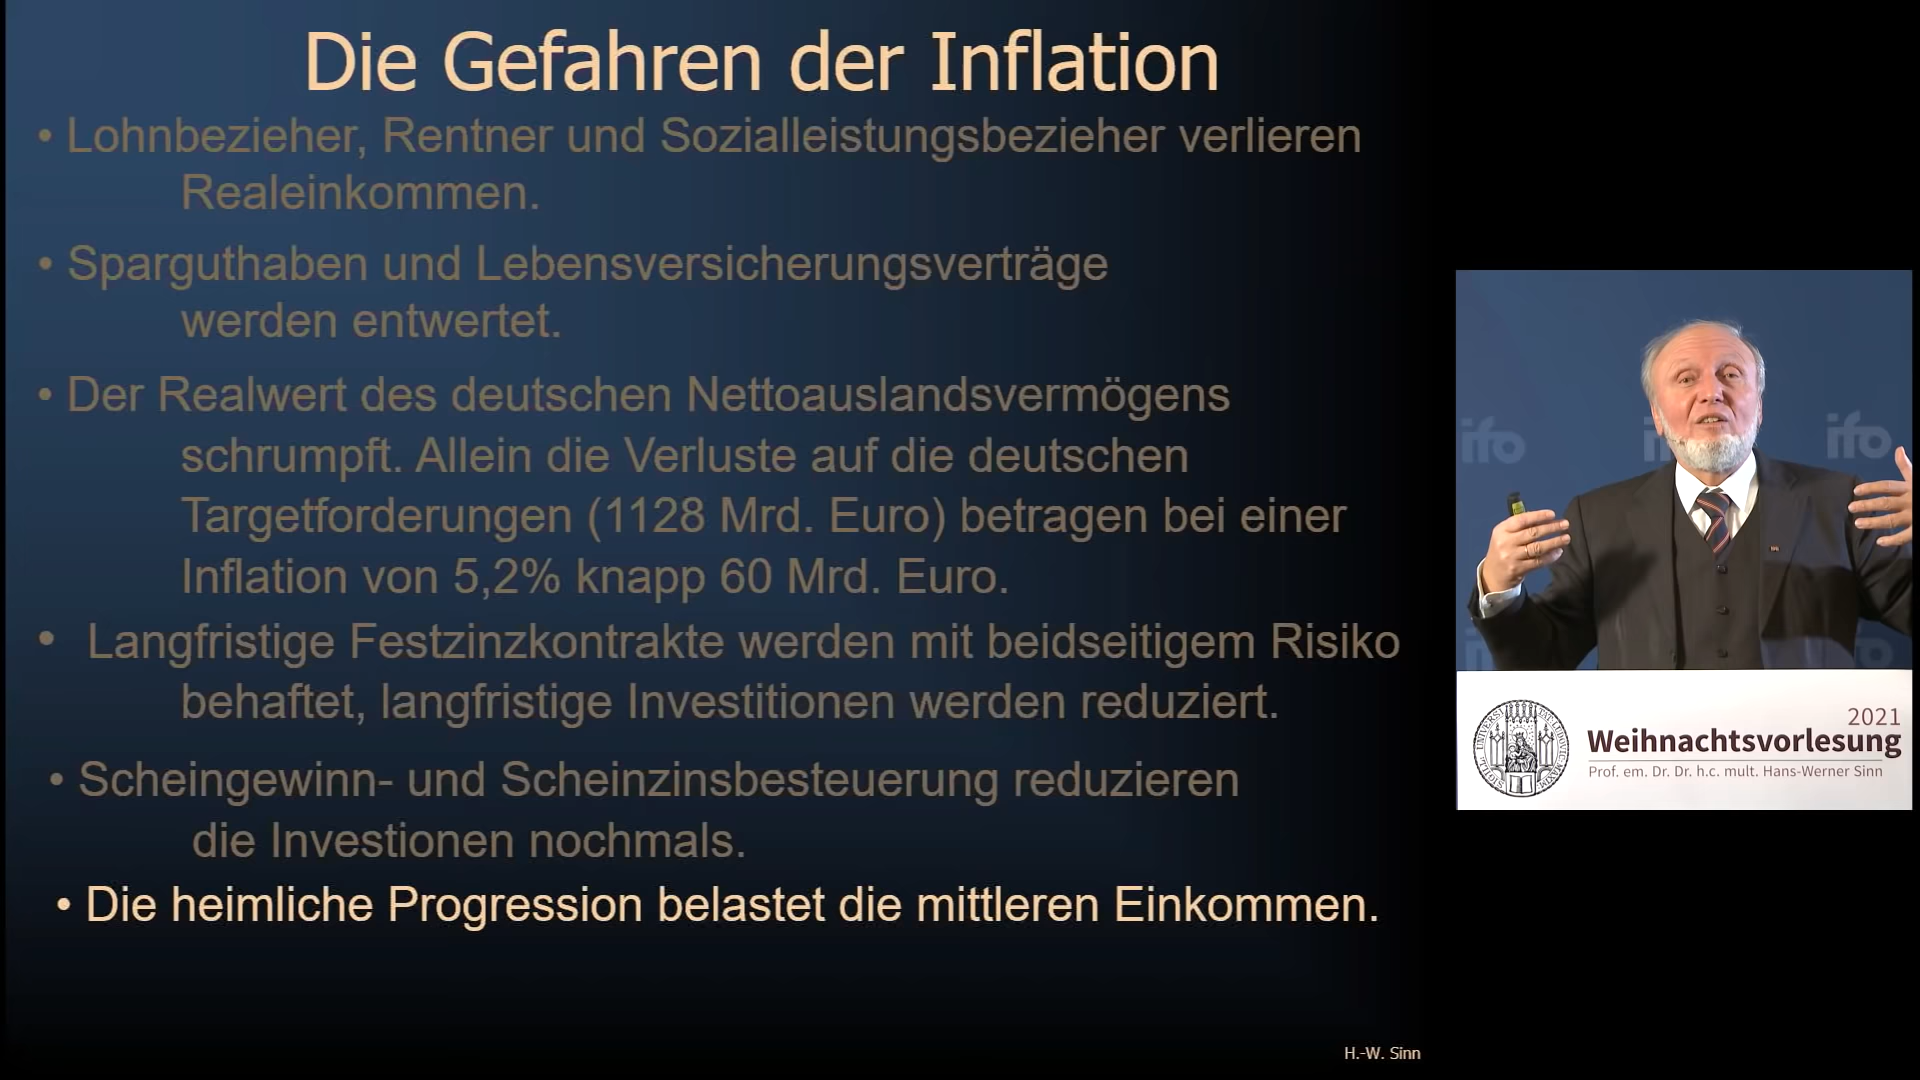 Die Gefahren der Inflation
• Lohnbezieher, Rentner und Sozialleistungsbezieher verlieren
Realeinkommen.
• Sparguthaben und Lebensversicherungsverträge
werden entwertet.
• Der Realwert des deutschen Nettoauslandsvermögens
schrumpft. Allein die Verluste auf die deutschen
Targetforderungen (1128 Mrd. Euro) betragen bei einer
Inflation von 5,2% knapp 60 Mrd. Euro.
• Langfristige Festzinzkontrakte werden mit beidseitigem Risiko
behaftet, langfristige Investitionen werden reduziert.
• Scheingewinn- und Scheinzinsbesteuerung reduzieren
die Investionen nochmals.
• Die heimliche Progression belastet die mittleren Einkommen.
H.-W. Sinn
ifo
ifo
2021
Weihnachtsvorlesung
Prof. em. Dr. Dr. h.c. mult. Hans-Werner Sinn